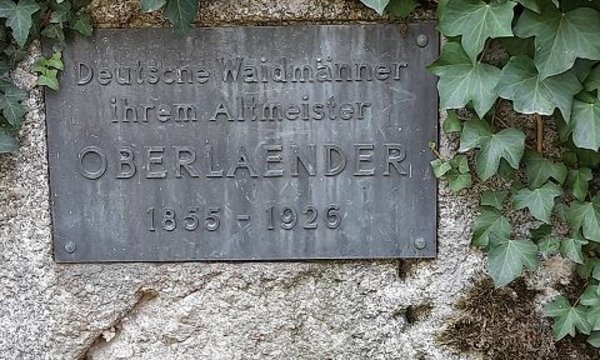 Deutsche Waidmänner
ihrem Altmeister
OBERLAENDER
1855 - 1926